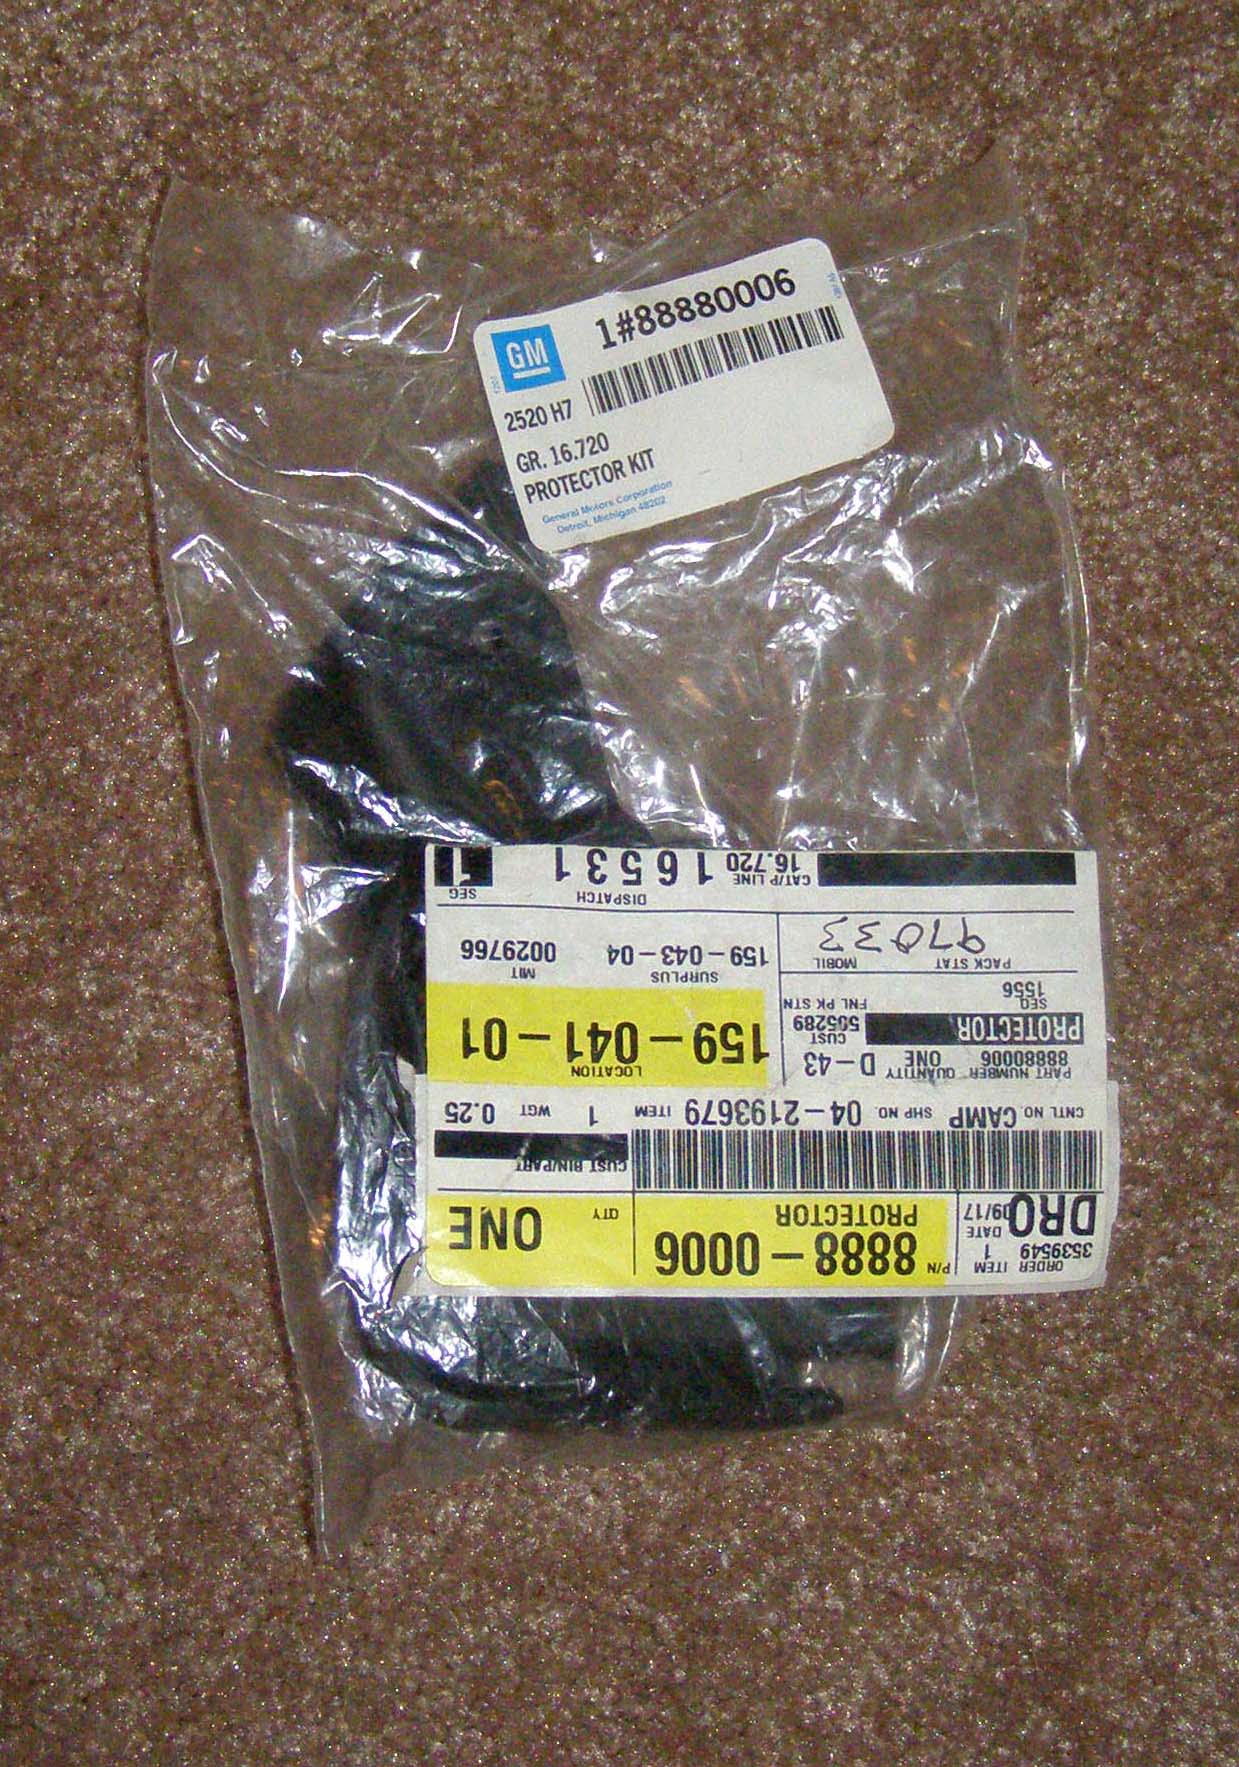 1#88880006
GM
2520 H7
GR. 16.720
PROTECTOR KIT
General Motors Corporation
Detroit, Michigan 48202
ORDER ITEM
3539549 1
DATE
DRO 09/17
P/N 8888-0006
PROTECTOR
QTY ONE
CUST BIN/PART
CNTL NO. CAMP SHP NO. 04-2193679 ITEM 1 WGT 0.25
PART NUMBER QUANTITY
88880006 ONE D-43
PROTECTOR
CUST
505289
SEQ FNL PK STN
1556
PACK STAT MOBIL
97033
LOCATION
159-041-01
SURPLUS MIT
159-043-04 0029766
CAT/P LINE DISPATCH SEG
16.720 16531 1